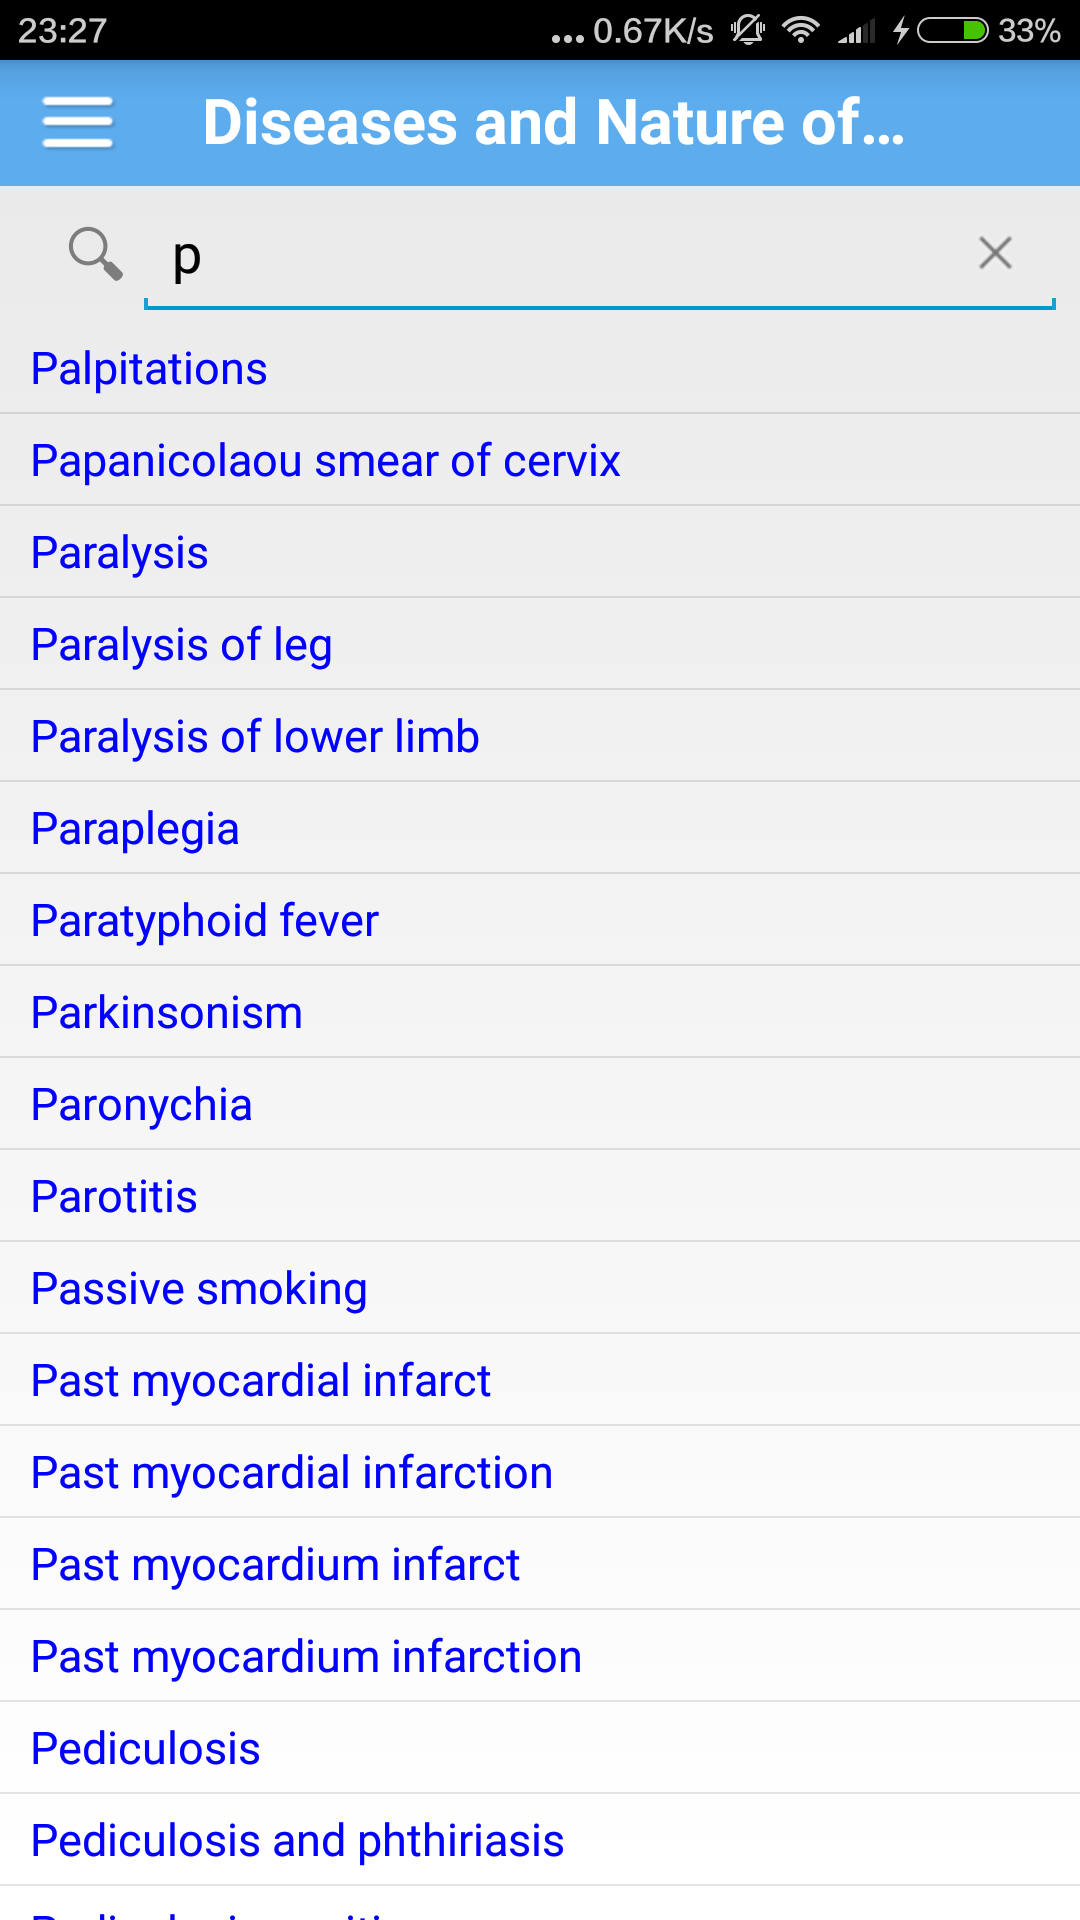 23:27 ... 0.67K/s 33%
Diseases and Nature of...
p
Palpitations
Papanicolaou smear of cervix
Paralysis
Paralysis of leg
Paralysis of lower limb
Paraplegia
Paratyphoid fever
Parkinsonism
Paronychia
Parotitis
Passive smoking
Past myocardial infarct
Past myocardial infarction
Past myocardium infarct
Past myocardium infarction
Pediculosis
Pediculosis and phthiriasis